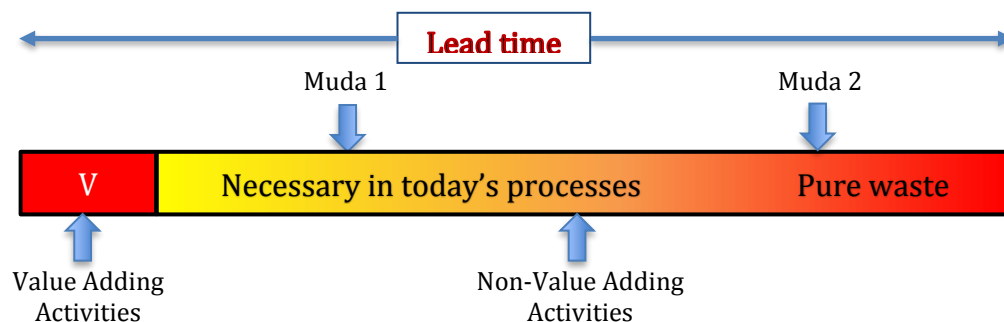 Lead time
Muda 1
Muda 2
V
Necessary in today's processes
Pure waste
Value Adding
Activities
Non-Value Adding
Activities